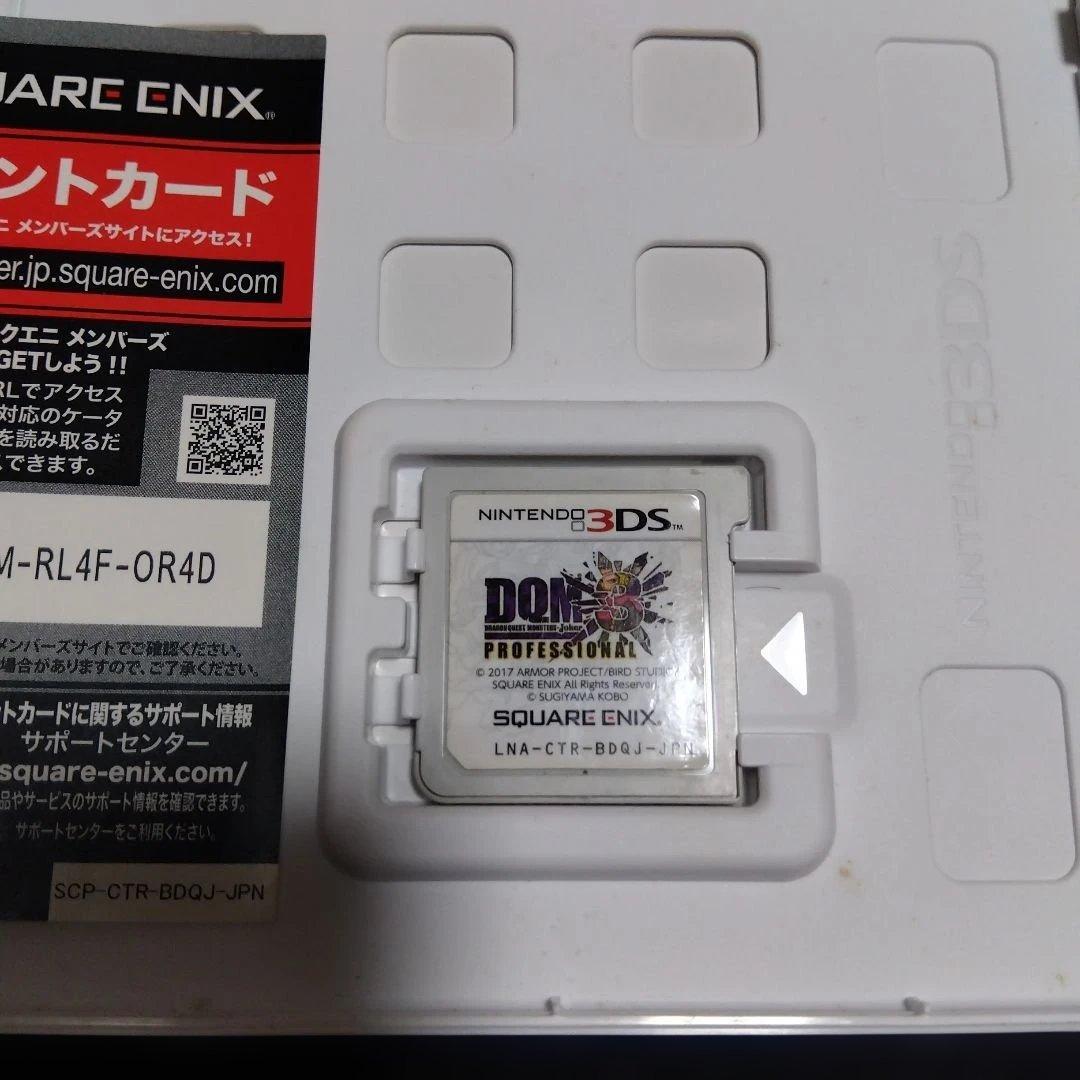 UARE ENIX
ントカード
ニ メンバーズサイトにアクセス!
er.jp.square-enix.com
クエニ メンバーズ
GETしよう!!
RLでアクセス
対応のケータ
を読み取るだ
できます。
M-RL4F-OR4D
メンバーズサイトでご確認ください。
場合がありますので、ご了承ください。
ントカードに関するサポート情報
サポートセンター
square-enix.com/
品やサービスのサポート情報を確認できます。
サポートセンターをご利用ください。
SCP-CTR-BDQJ-JPN
NINTENDO 3DS™
DQM J3
DRAGON QUEST MONSTERS-Joker
PROFESSIONAL
© 2017 ARMOR PROJECT/BIRD STUDIO/
SQUARE ENIX All Rights Reserved
© SUGIYAMA KOBO
SQUARE ENIX.
LNA-CTR-BDQJ-JPN
NINTENDO 3DS